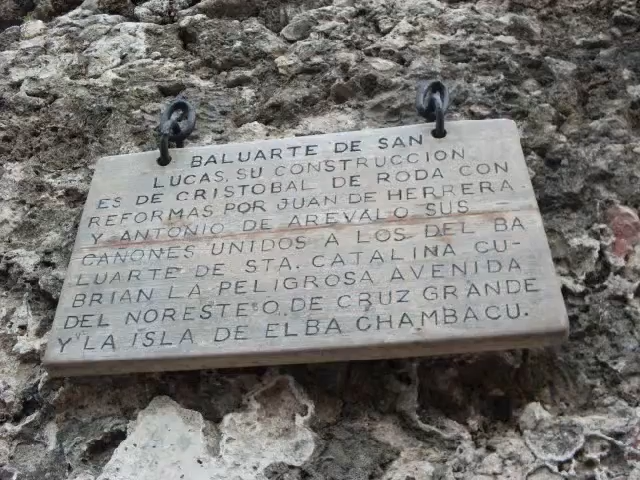 BALUARTE DE SAN
LUCAS, SU CONSTRUCCION
ES DE CRISTOBAL DE RODA CON
REFORMAS POR JUAN DE HERRERA
Y ANTONIO DE AREVALO SUS
CAÑONES UNIDOS A LOS DEL BA
LUARTE DE STA. CATALINA CU-
BRIAN LA PELIGROSA AVENIDA
DEL NORESTE O DE CRUZ GRANDE
Y LA ISLA DE ELBA CHAMBACU.